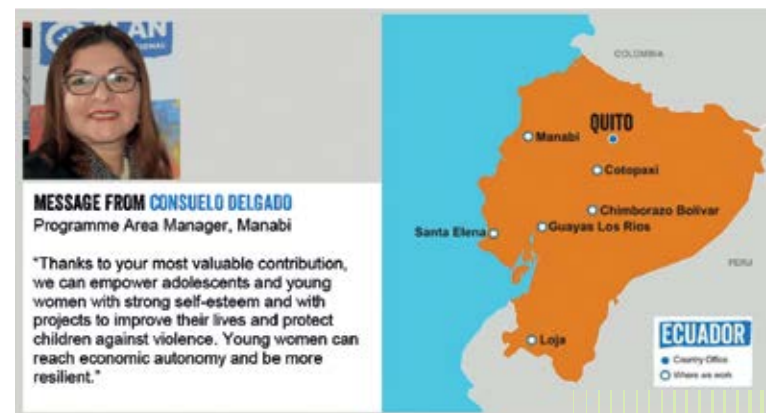 PLAN
MESSAGE FROM CONSUELO DELGADO
Programme Area Manager, Manabi
"Thanks to your most valuable contribution,
we can empower adolescents and young
women with strong self-esteem and with
projects to improve their lives and protect
children against violence. Young women can
reach economic autonomy and be more
resilient."
COLOMBIA
QUITO
Manabi
Cotopaxi
Chimborazo Bolivar
Santa Elena
Guayas Los Rios
PERU
Loja
ECUADOR
Country Office
Where we work